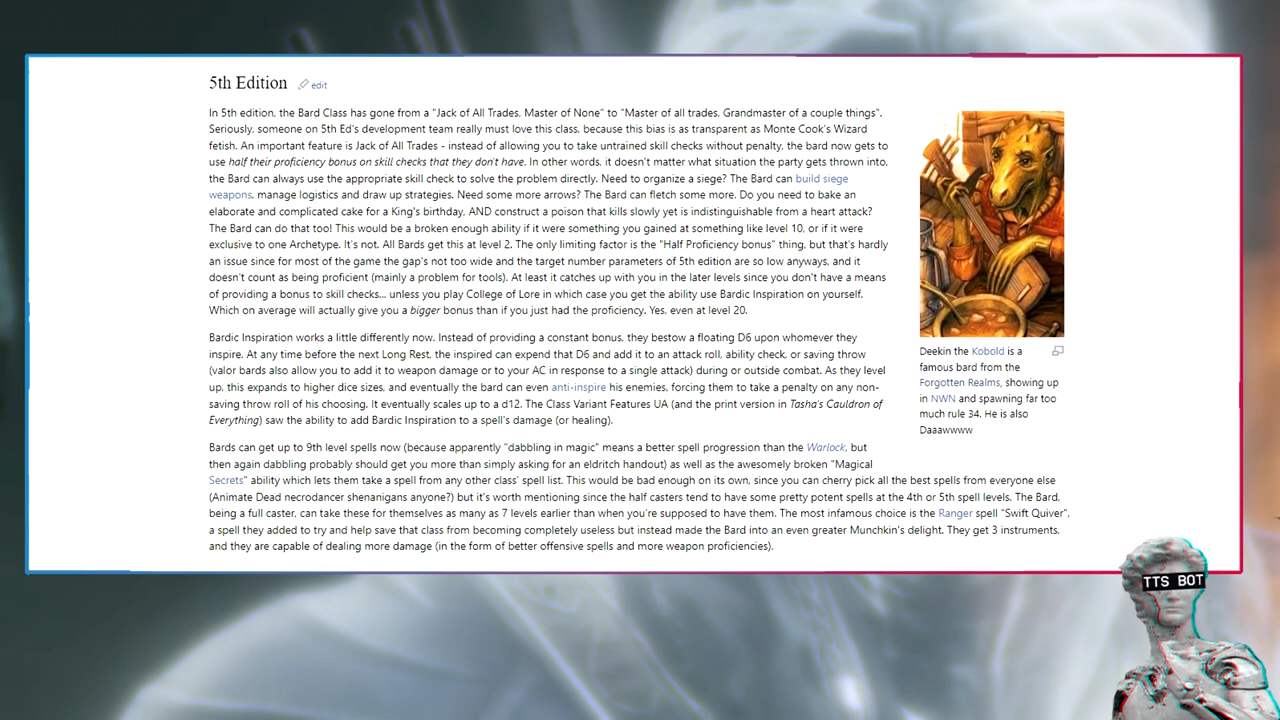 5th Edition edit
In 5th edition, the Bard Class has gone from a "Jack of All Trades, Master of None" to "Master of all trades, Grandmaster of a couple things".
Seriously, someone on 5th Ed's development team really must love this class, because this bias is as transparent as Monte Cook's Wizard
fetish. An important feature is Jack of All Trades - instead of allowing you to take untrained skill checks without penalty, the bard now gets to
use half their proficiency bonus on skill checks that they don't have. In other words, it doesn't matter what situation the party gets thrown into,
the Bard can always use the appropriate skill check to solve the problem directly. Need to organize a siege? The Bard can build siege
weapons, manage logistics and draw up strategies. Need some more arrows? The Bard can fletch some more. Do you need to bake an
elaborate and complicated cake for a King's birthday, AND construct a poison that kills slowly yet is indistinguishable from a heart attack?
The Bard can do that too! This would be a broken enough ability if it were something you gained at something like level 10, or if it were
exclusive to one Archetype. It's not. All Bards get this at level 2. The only limiting factor is the "Half Proficiency bonus" thing, but that's hardly
an issue since for most of the game the gap's not too wide and the target number parameters of 5th edition are so low anyways, and it
doesn't count as being proficient (mainly a problem for tools). At least it catches up with you in the later levels since you don't have a means
of providing a bonus to skill checks... unless you play College of Lore in which case you get the ability use Bardic Inspiration on yourself.
Which on average will actually give you a bigger bonus than if you just had the proficiency. Yes, even at level 20.
Bardic Inspiration works a little differently now. Instead of providing a constant bonus, they bestow a floating D6 upon whomever they
inspire. At any time before the next Long Rest, the inspired can expend that D6 and add it to an attack roll, ability check, or saving throw
(valor bards also allow you to add it to weapon damage or to your AC in response to a single attack) during or outside combat. As they level
up, this expands to higher dice sizes, and eventually the bard can even anti-inspire his enemies, forcing them to take a penalty on any non-
saving throw roll of his choosing. It eventually scales up to a d12. The Class Variant Features UA (and the print version in Tasha's Cauldron of
Everything) saw the ability to add Bardic Inspiration to a spell's damage (or healing).
Bards can get up to 9th level spells now (because apparently "dabbling in magic" means a better spell progression than the Warlock, but
then again dabbling probably should get you more than simply asking for an eldritch handout) as well as the awesomely broken "Magical
Secrets" ability which lets them take a spell from any other class' spell list. This would be bad enough on its own, since you can cherry pick all the best spells from everyone else
(Animate Dead necrodancer shenanigans anyone?) but it's worth mentioning since the half casters tend to have some pretty potent spells at the 4th or 5th spell levels. The Bard,
being a full caster, can take these for themselves as many as 7 levels earlier than when you're supposed to have them. The most infamous choice is the Ranger spell "Swift Quiver",
a spell they added to try and help save that class from becoming completely useless but instead made the Bard into an even greater Munchkin's delight. They get 3 instruments,
and they are capable of dealing more damage (in the form of better offensive spells and more weapon proficiencies).
Deekin the Kobold is a
famous bard from the
Forgotten Realms, showing up
in NWN and spawning far too
much rule 34. He is also
Daaawwww
TTS BOT